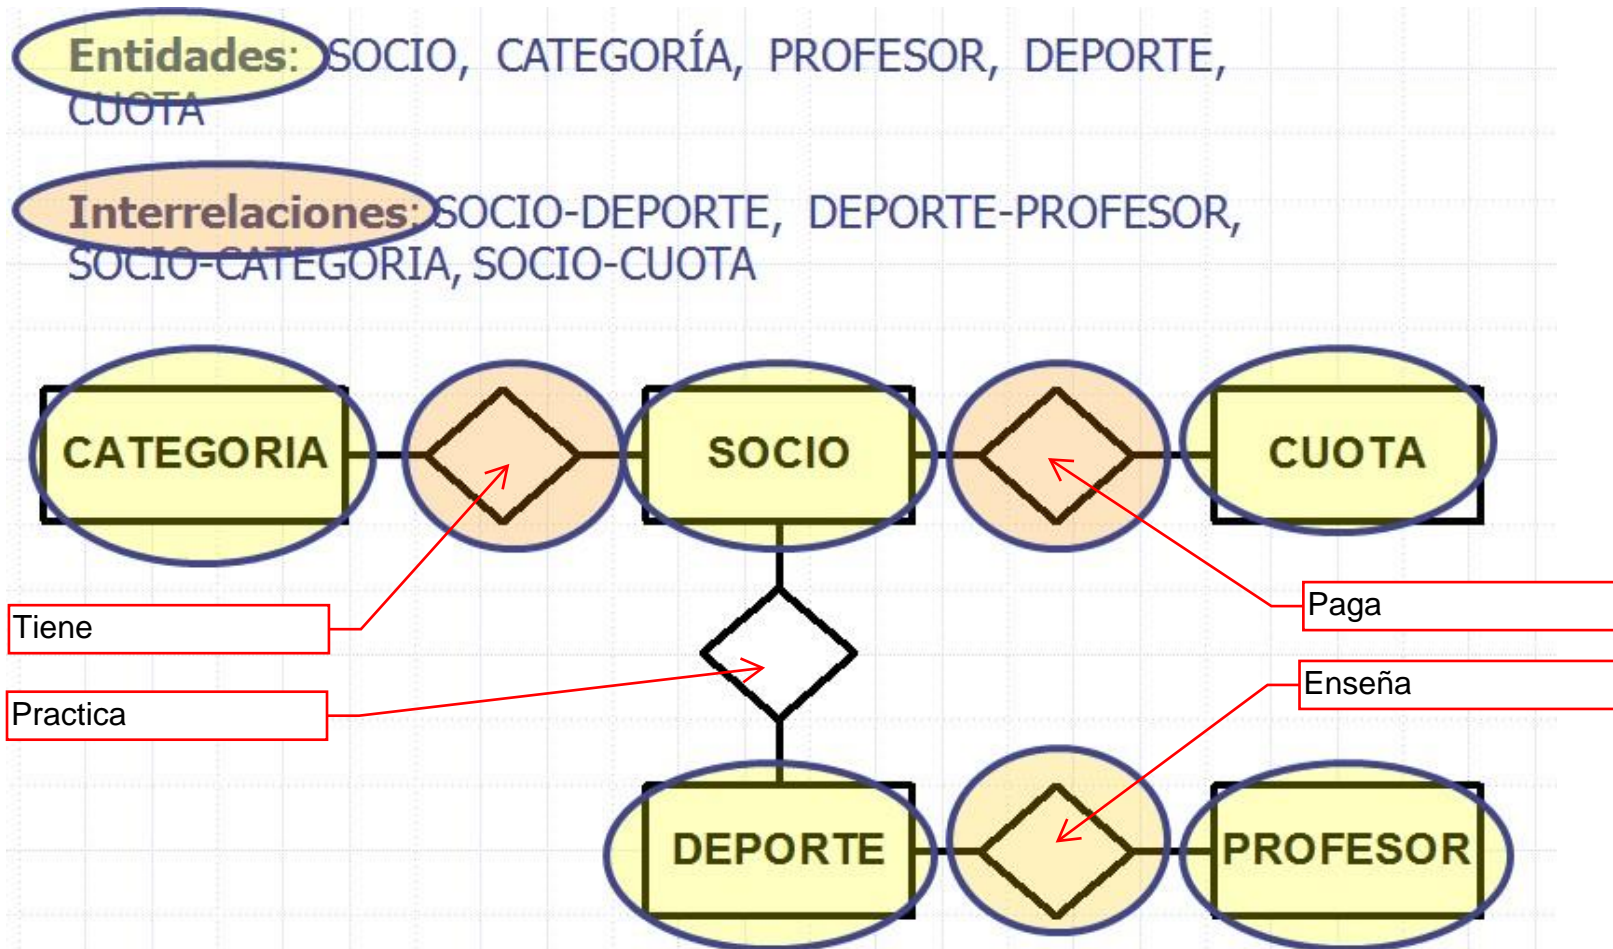 Entidades: SOCIO, CATEGORÍA, PROFESOR, DEPORTE,
CUOTA
Interrelaciones: SOCIO-DEPORTE, DEPORTE-PROFESOR,
SOCIO-CATEGORIA, SOCIO-CUOTA
CATEGORIA
SOCIO
CUOTA
Tiene
Paga
Practica
Enseña
DEPORTE
PROFESOR